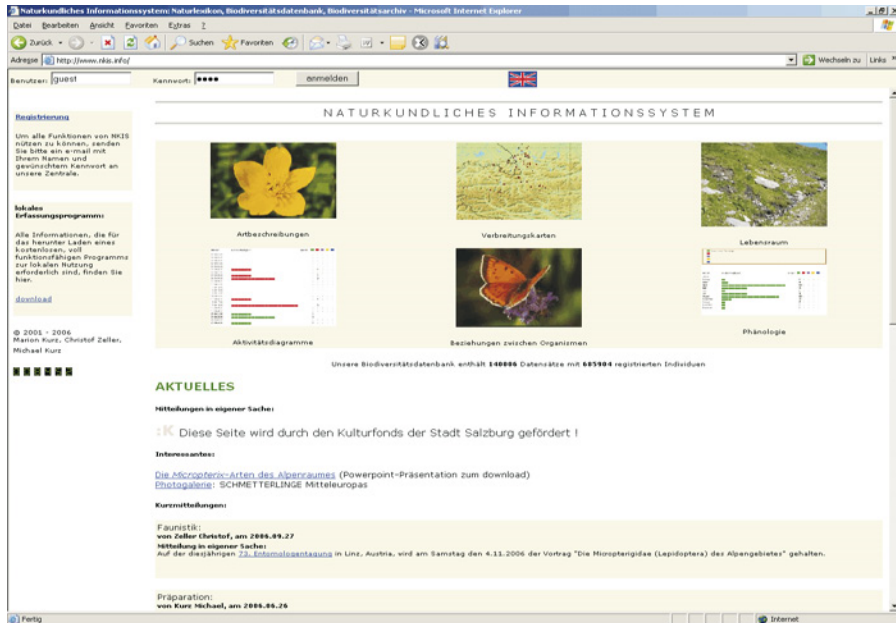 Naturkundliches Informationssystem: Naturlexikon, Biodiversitätsdatenbank, Biodiversitätsarchiv - Microsoft Internet Explorer
Datei Bearbeiten Ansicht Favoriten Extras ?
Zurück Suchen Favoriten
Adresse http://www.nkis.info/ Wechseln zu Links
Benutzer: guest Kennwort: •••• anmelden
NATURKUNDLICHES INFORMATIONSSYSTEM
Registrierung
Um alle Funktionen von NKIS
nützen zu können, senden
Sie bitte ein e-mail mit
Ihrem Namen und
gewünschtem Kennwort an
unsere Zentrale.
lokales
Erfassungsprogramm:
Alle Informationen, die für
das herunter Laden eines
kostenlosen, voll
funktionsfähigen Programms
zur lokalen Nutzung
erforderlich sind, finden Sie
hier.
download
© 2001 - 2006
Marion Kurz, Christof Zeller,
Michael Kurz
Artbeschreibungen
Verbreitungskarten
Lebensraum
Aktivitätsdiagramme
Beziehungen zwischen Organismen
Phänologie
Unsere Biodiversitätsdatenbank enthält 140806 Datensätze mit 685904 registrierten Individuen
AKTUELLES
Mitteilungen in eigener Sache:
:K Diese Seite wird durch den Kulturfonds der Stadt Salzburg gefördert !
Interessantes:
Die Micropterix-Arten des Alpenraumes (Powerpoint-Präsentation zum download)
Photogalerie: SCHMETTERLINGE Mitteleuropas
Kurzmitteilungen:
Faunistik:
von Zeller Christof, am 2006.09.27
Mitteilung in eigener Sache:
Auf der diesjährigen 73. Entomologentagung in Linz, Austria, wird am Samstag den 4.11.2006 der Vortrag "Die Micropterigidae (Lepidoptera) des Alpengebietes" gehalten.
Präparation:
von Kurz Michael, am 2006.06.26
Fertig Internet